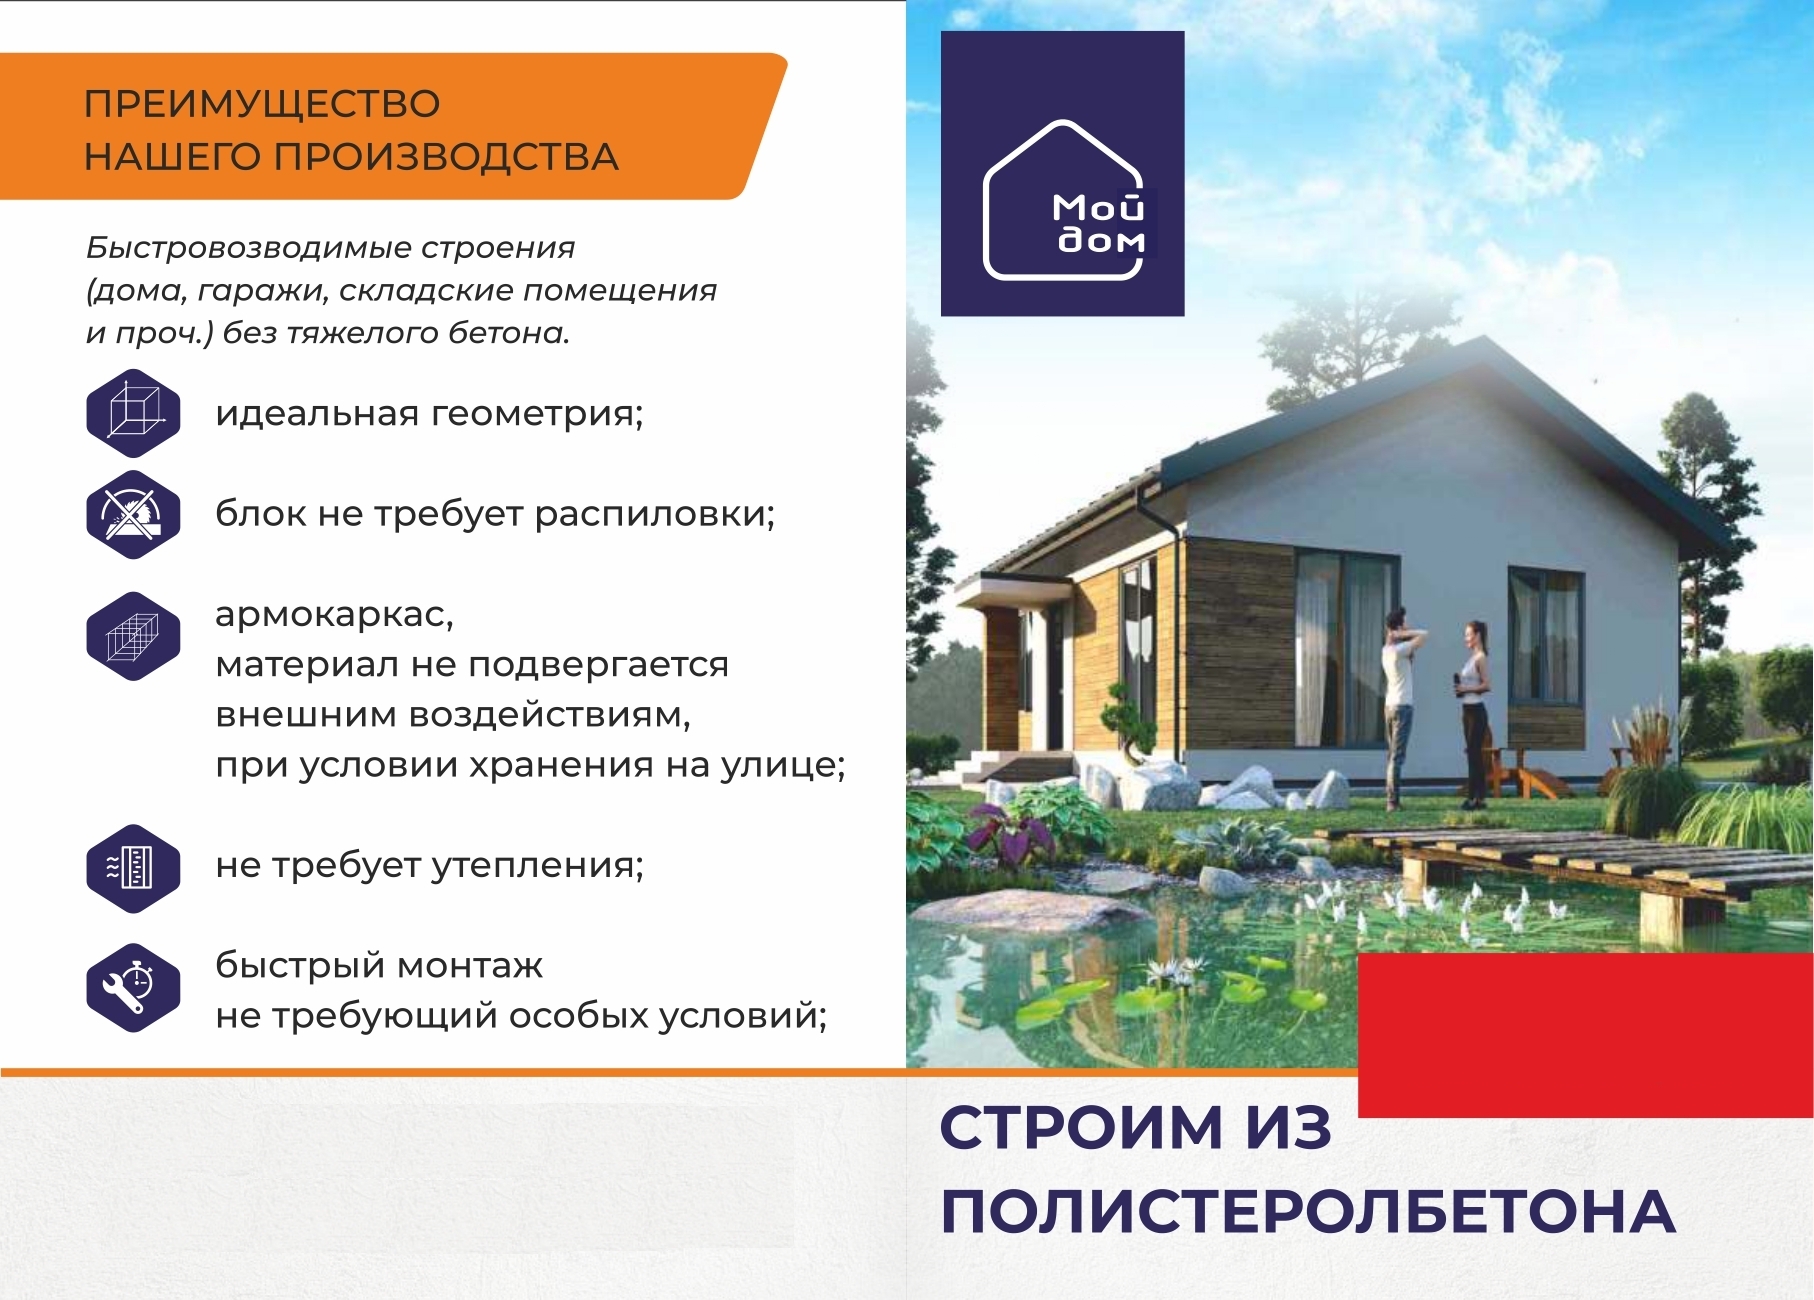 ПРЕИМУЩЕСТВО
НАШЕГО ПРОИЗВОДСТВА
Быстровозводимые строения
(дома, гаражи, складские помещения
и проч.) без тяжелого бетона.
идеальная геометрия;
блок не требует распиловки;
армокаркас,
материал не подвергается
внешним воздействиям,
при условии хранения на улице;
не требует утепления;
быстрый монтаж
не требующий особых условий;
Мой
дом
СТРОИМ ИЗ
ПОЛИСТЕРОЛБЕТОНА